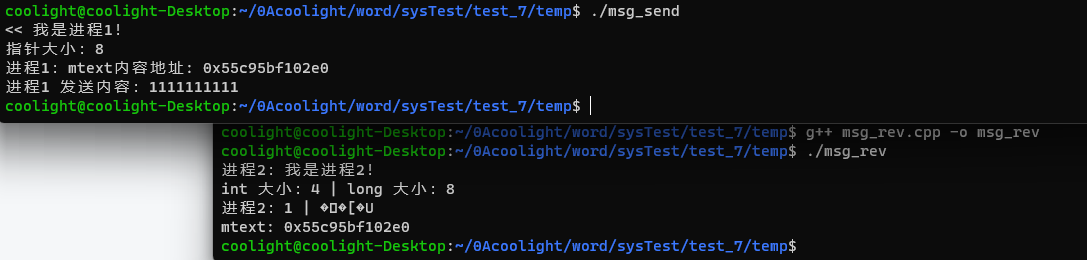 coolight@coolight-Desktop:~/0Acoolight/word/sysTest/test_7/temp$ ./msg_send
<< 我是进程1!
指针大小: 8
进程1: mtext内容地址: 0x55c95bf102e0
进程1 发送内容: 1111111111
coolight@coolight-Desktop:~/0Acoolight/word/sysTest/test_7/temp$
coolight@coolight-Desktop:~/0Acoolight/word/sysTest/test_7/temp$ g++ msg_rev.cpp -o msg_rev
coolight@coolight-Desktop:~/0Acoolight/word/sysTest/test_7/temp$ ./msg_rev
进程2: 我是进程2!
int 大小: 4 | long 大小: 8
进程2: 1 | �▯�[�U
mtext: 0x55c95bf102e0
coolight@coolight-Desktop:~/0Acoolight/word/sysTest/test_7/temp$